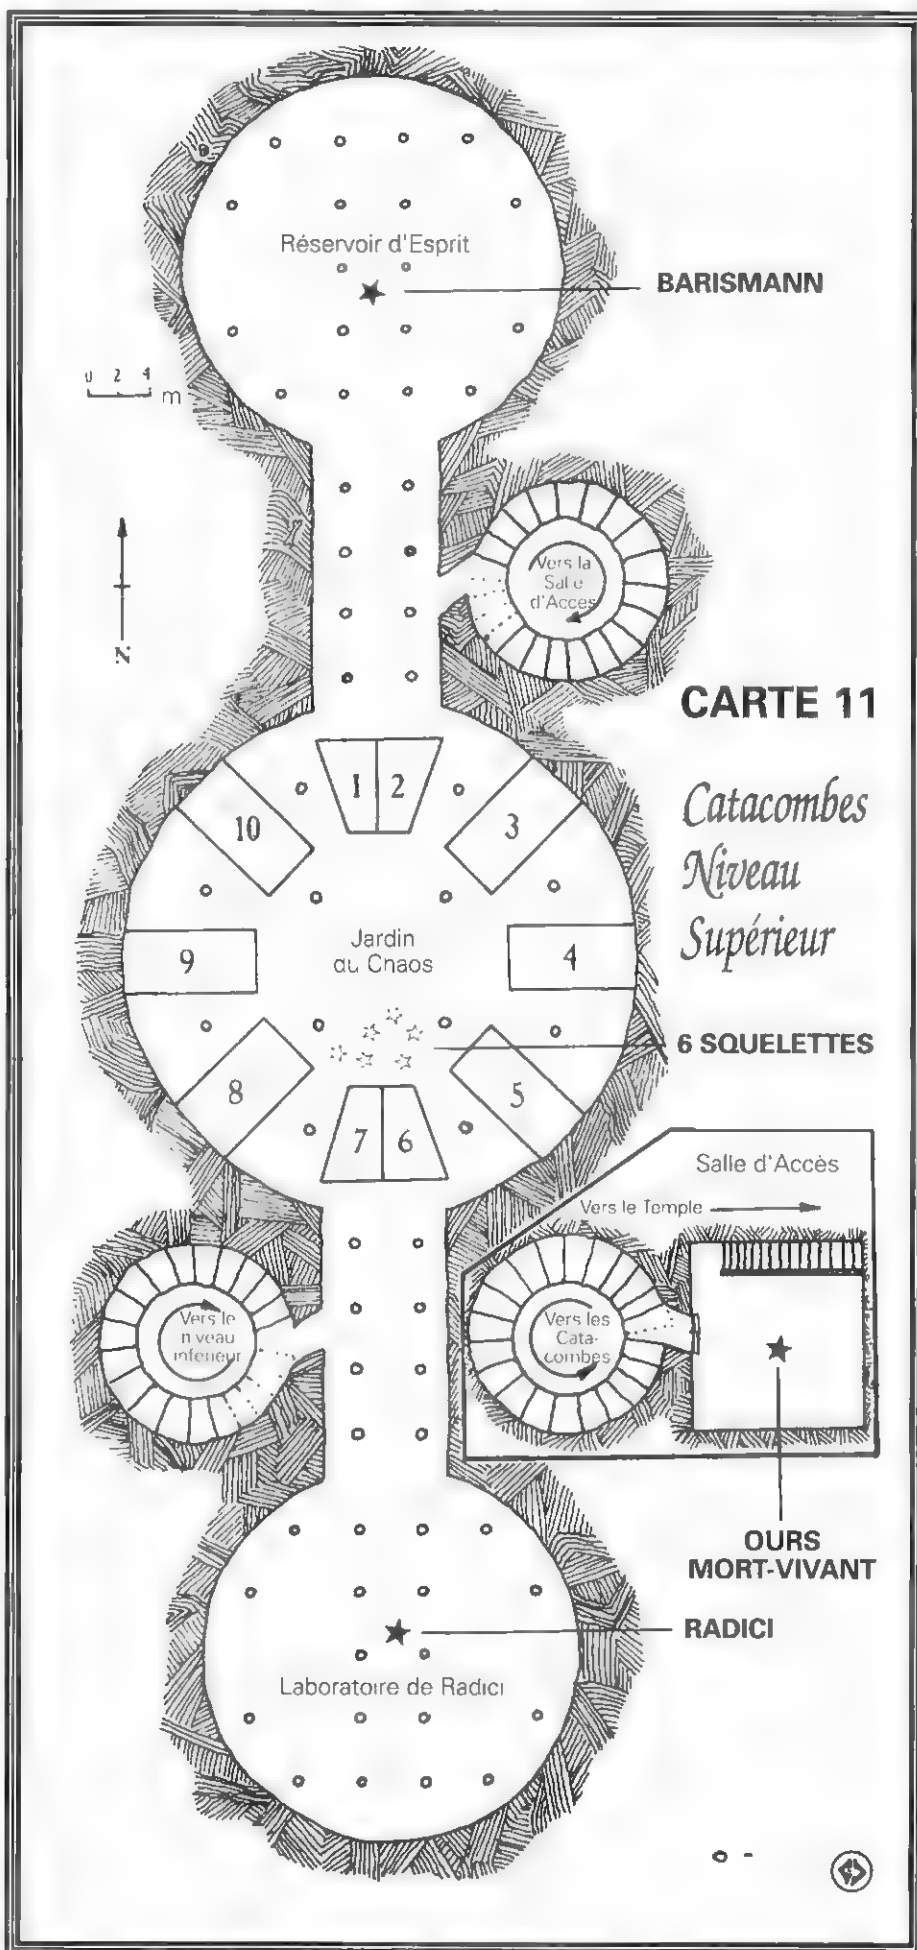 Réservoir d'Esprit
BARISMANN
0 2 4
m
Vers la
Salle
d'Accès
N
CARTE 11
Catacombes
Niveau
Supérieur
1 2
10 3
Jardin
du Chaos
9 4
6 SQUELETTES
8 5
7 6
Salle d'Accès
Vers le Temple
Vers le
niveau
inférieur
Vers les
Cata-
combes
OURS
MORT-VIVANT
RADICI
Laboratoire de Radici